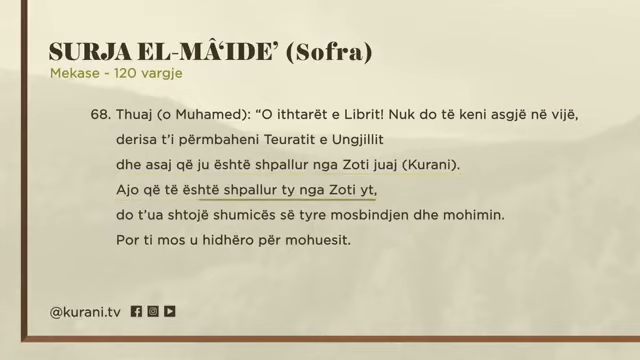 SURJA EL-MÂ‘IDE’ (Sofra)
Mekase - 120 vargje
68. Thuaj (o Muhamed): “O ithtarët e Librit! Nuk do të keni asgjë në vijë,
derisa t’i përmbaheni Teuratit e Ungjillit
dhe asaj që ju është shpallur nga Zoti juaj (Kurani).
Ajo që të është shpallur ty nga Zoti yt,
do t’ua shtojë shumicës së tyre mosbindjen dhe mohimin.
Por ti mos u hidhëro për mohuesit.
@kurani.tv